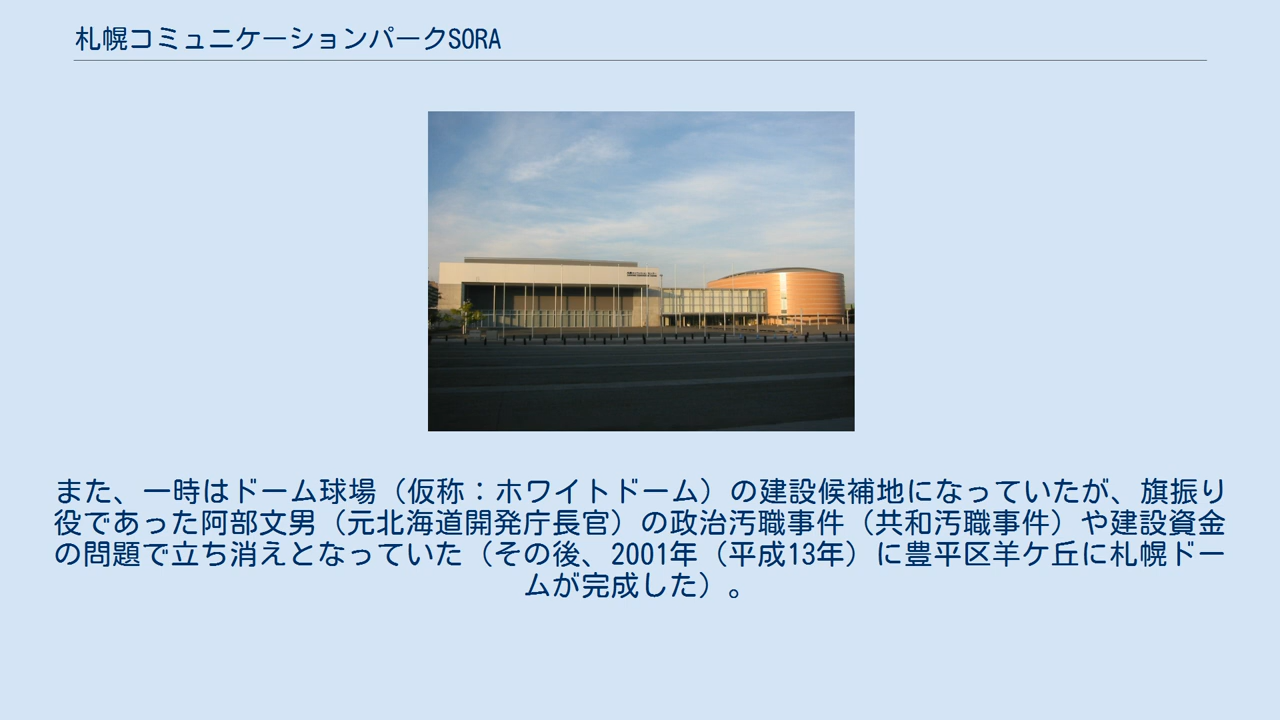 札幌コミュニケーションパークSORA
また、一時はドーム球場（仮称：ホワイトドーム）の建設候補地になっていたが、旗振り
役であった阿部文男（元北海道開発庁長官）の政治汚職事件（共和汚職事件）や建設資金
の問題で立ち消えとなっていた（その後、2001年（平成13年）に豊平区羊ケ丘に札幌ドー
ムが完成した）。